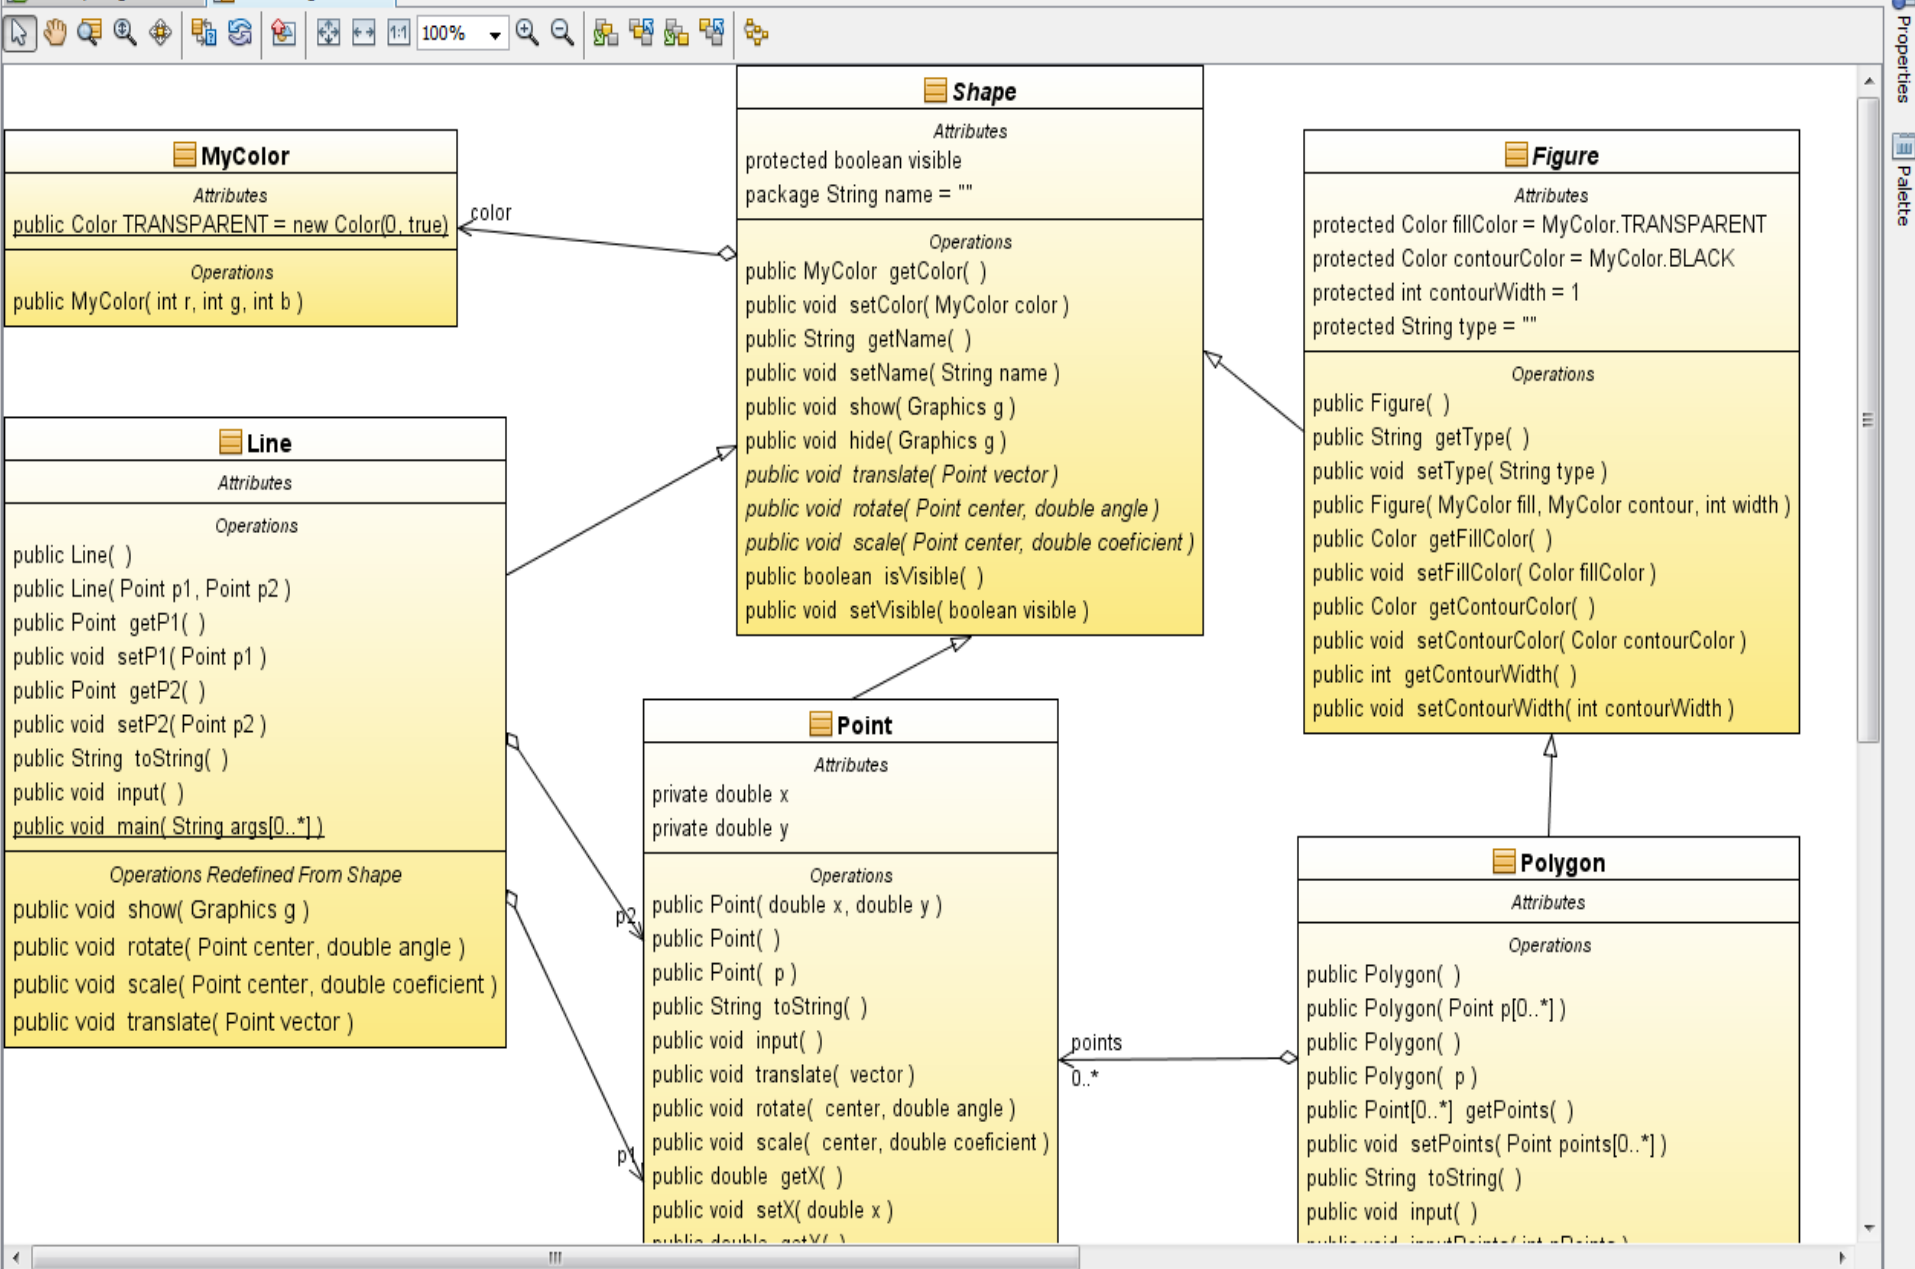 100%
1:1
Properties
Palette
MyColor
Attributes
public Color TRANSPARENT = new Color(0, true)
Operations
public MyColor( int r, int g, int b )
color
Shape
Attributes
protected boolean visible
package String name = ""
Operations
public MyColor  getColor(  )
public void  setColor( MyColor color )
public String  getName(  )
public void  setName( String name )
public void  show( Graphics g )
public void  hide( Graphics g )
public void  translate( Point vector )
public void  rotate( Point center, double angle )
public void  scale( Point center, double coeficient )
public boolean  isVisible(  )
public void  setVisible( boolean visible )
Figure
Attributes
protected Color fillColor = MyColor.TRANSPARENT
protected Color contourColor = MyColor.BLACK
protected int contourWidth = 1
protected String type = ""
Operations
public Figure(  )
public String  getType(  )
public void  setType( String type )
public Figure( MyColor fill, MyColor contour, int width )
public Color  getFillColor(  )
public void  setFillColor( Color fillColor )
public Color  getContourColor(  )
public void  setContourColor( Color contourColor )
public int  getContourWidth(  )
public void  setContourWidth( int contourWidth )
Line
Attributes
Operations
public Line(  )
public Line( Point p1, Point p2 )
public Point  getP1(  )
public void  setP1( Point p1 )
public Point  getP2(  )
public void  setP2( Point p2 )
public String  toString(  )
public void  input(  )
public void  main( String args[0..*] )
Operations Redefined From Shape
public void  show( Graphics g )
public void  rotate( Point center, double angle )
public void  scale( Point center, double coeficient )
public void  translate( Point vector )
p2
p1
Point
Attributes
private double x
private double y
Operations
public Point( double x, double y )
public Point(  )
public Point(  p )
public String  toString(  )
public void  input(  )
public void  translate(  vector )
public void  rotate(  center, double angle )
public void  scale(  center, double coeficient )
public double  getX(  )
public void  setX( double x )
public double  getY(  )
points
0..*
Polygon
Attributes
Operations
public Polygon(  )
public Polygon( Point p[0..*] )
public Polygon(  )
public Polygon(  p )
public Point[0..*]  getPoints(  )
public void  setPoints( Point points[0..*] )
public String  toString(  )
public void  input(  )
public void  inputPoints( int nPoints )